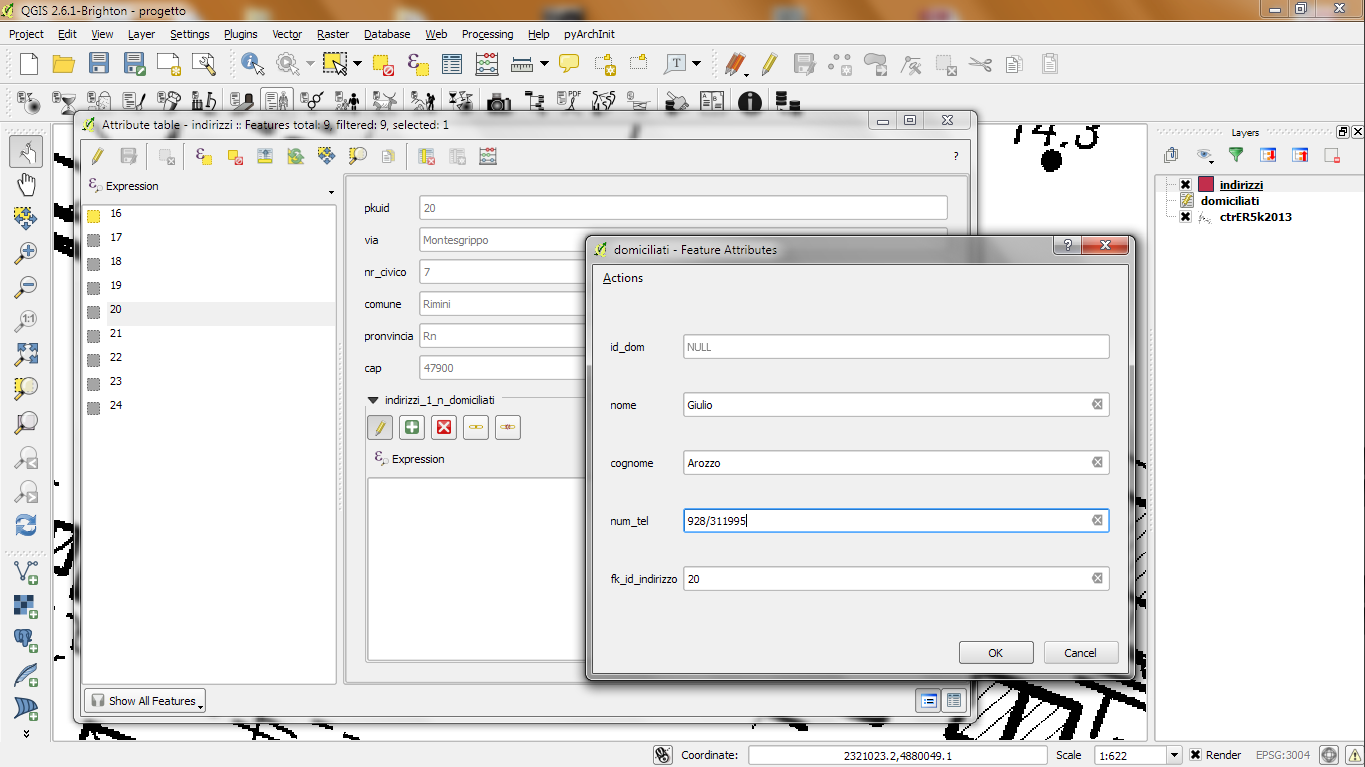 QGIS 2.6.1-Brighton - progetto
Project Edit View Layer Settings Plugins Vector Raster Database Web Processing Help pyArchInit
Attribute table - indirizzi :: Features total: 9, filtered: 9, selected: 1
?
Expression
16
17
18
19
20
21
22
23
24
pkuid 20
via Montesgrippo
nr_civico 7
comune Rimini
pronvincia Rn
cap 47900
indirizzi_1_n_domiciliati
Expression
Show All Features
domiciliati - Feature Attributes
?
Actions
id_dom NULL
nome Giulio
cognome Arozzo
num_tel 928/311995
fk_id_indirizzo 20
OK Cancel
14.3
Layers
indirizzi
domiciliati
ctrER5k2013
1:1
T
PDF
Coordinate: 2321023.2,4880049.1 Scale 1:622 Render EPSG:3004